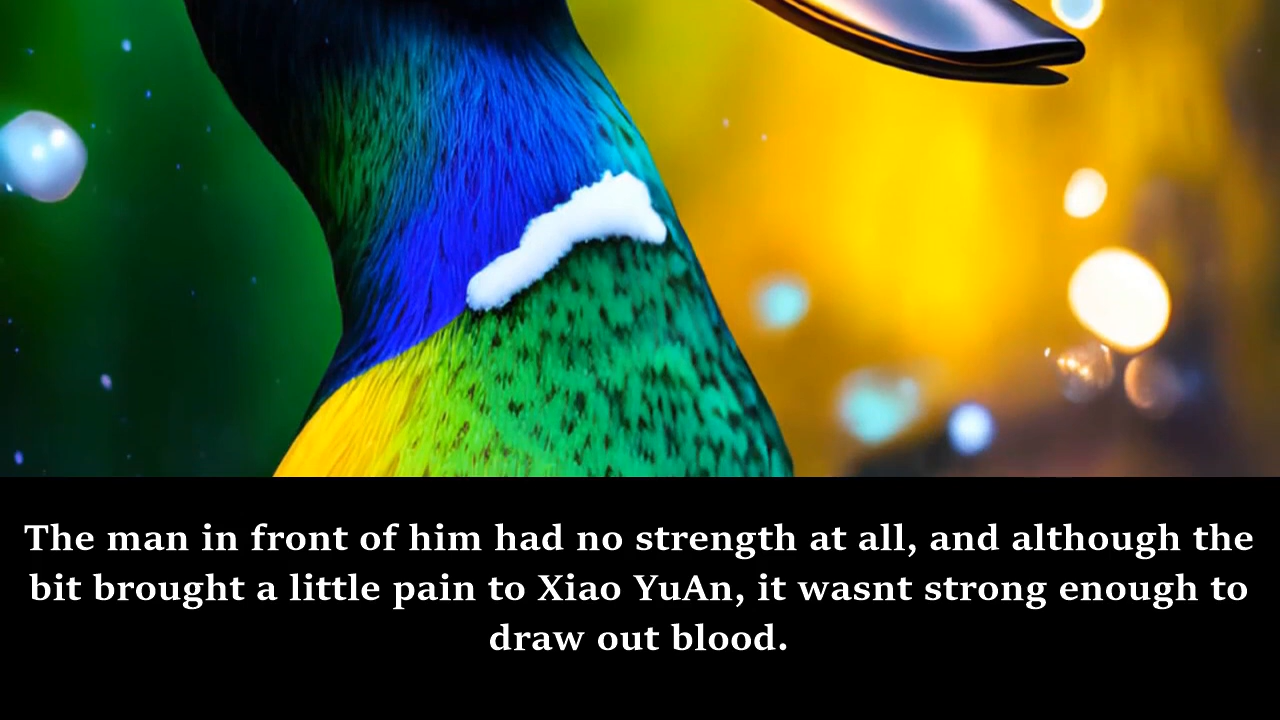 The man in front of him had no strength at all, and although the
bit brought a little pain to Xiao YuAn, it wasnt strong enough to
draw out blood.